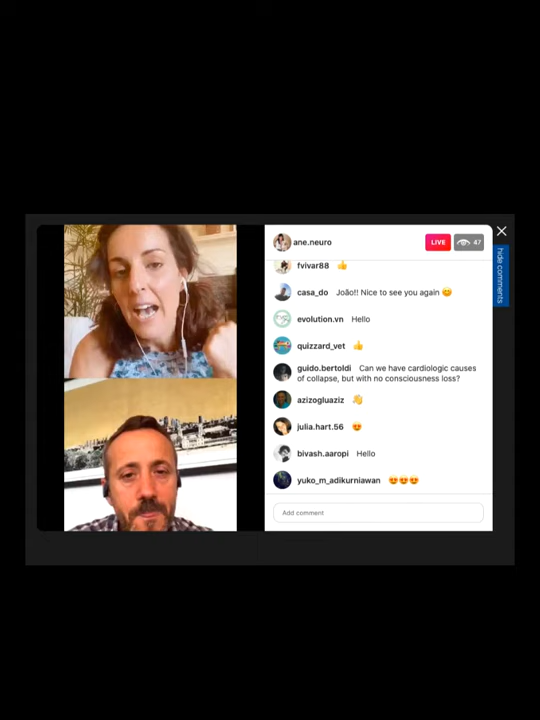 ane.neuro LIVE 47
hide comments
fvivar88 👍
casa_do João!! Nice to see you again 😊
evolution.vn Hello
quizzard_vet 👍
guido.bertoldi Can we have cardiologic causes
of collapse, but with no consciousness loss?
azizogluaziz 👋
julia.hart.56 😍
bivash.aaropi Hello
yuko_m_adikurniawan 😍😍😍
Add comment